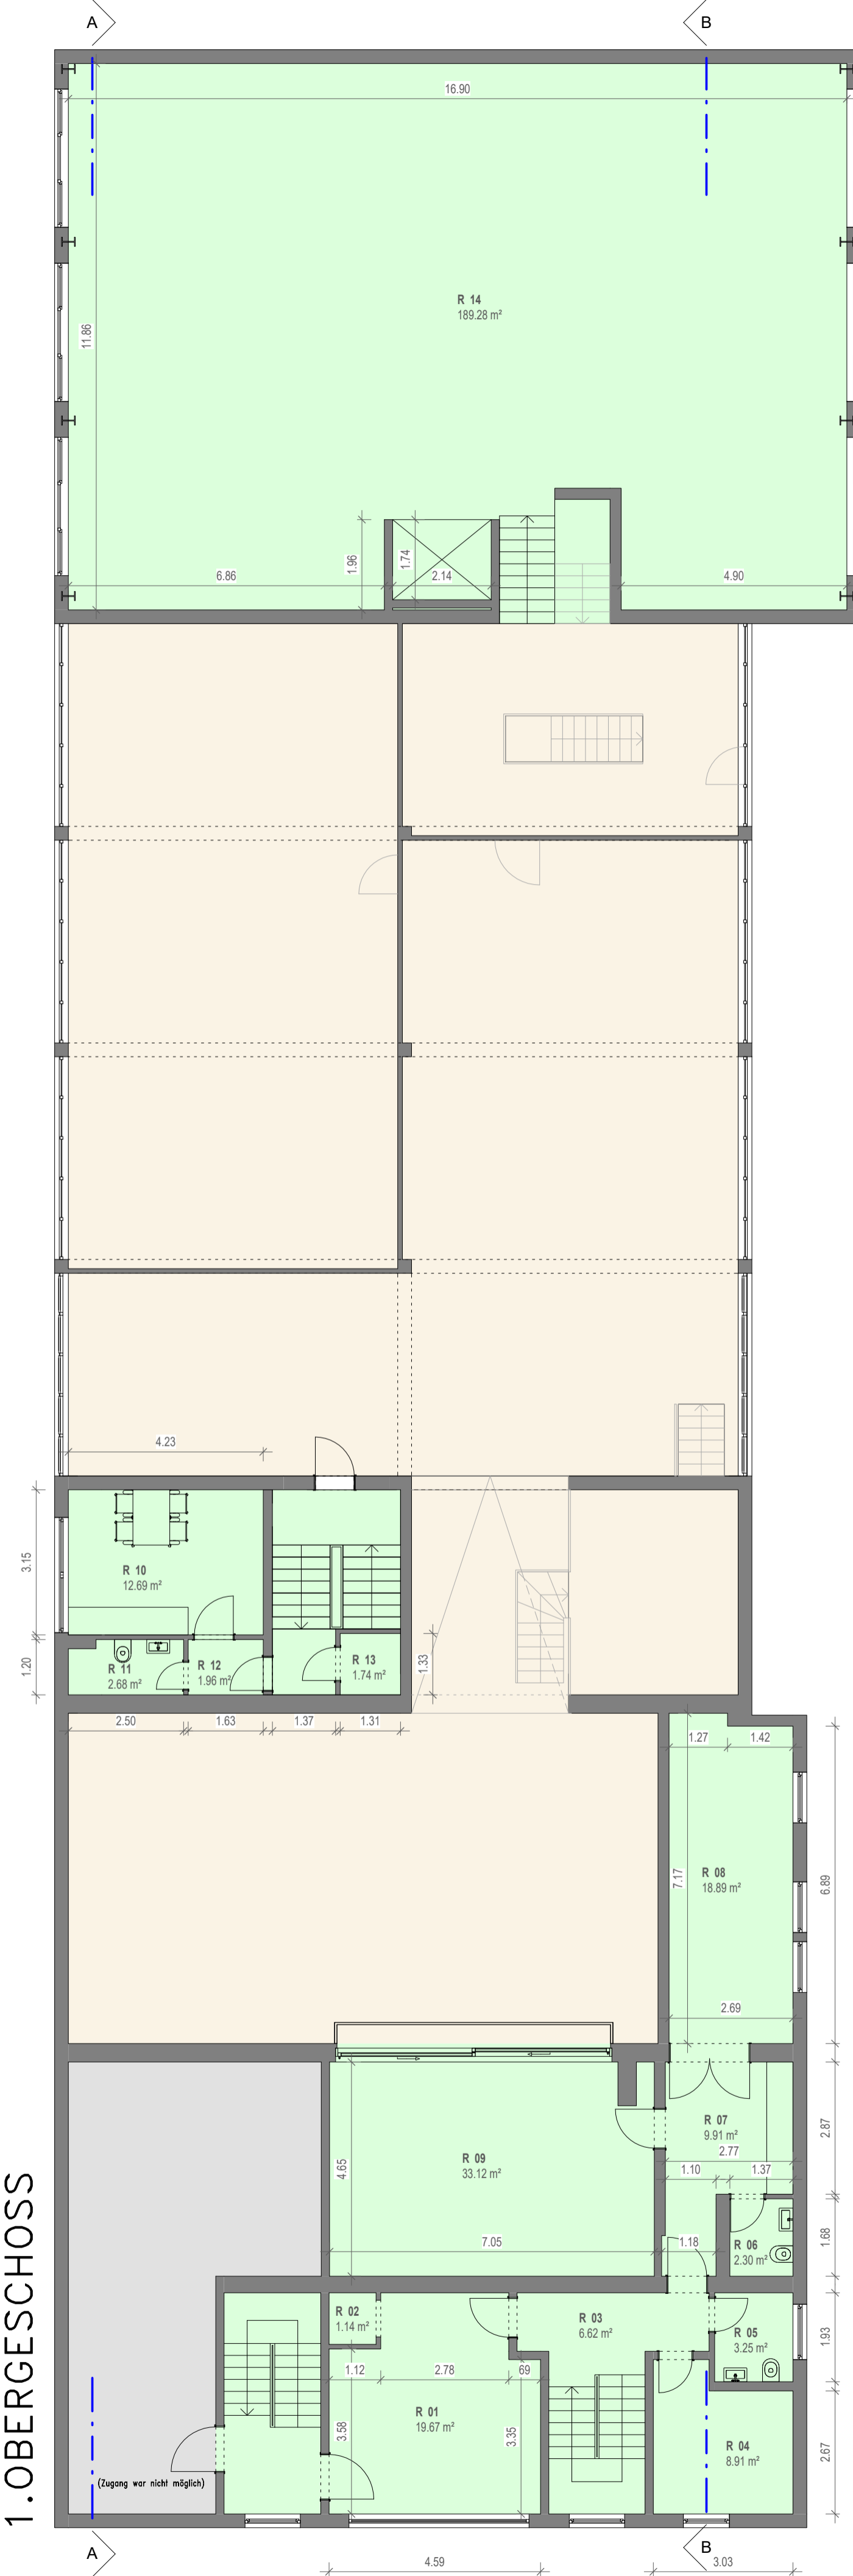 A
B
16.90
R 14
189.28 m²
11.86
1.96
1.74
2.14
6.86
4.90
4.23
3.15
R 10
12.69 m²
1.20
R 11
2.68 m²
R 12
1.96 m²
R 13
1.74 m²
1.33
2.50
1.63
1.37
1.31
1.27
1.42
7.17
R 08
18.89 m²
6.89
2.69
R 09
33.12 m²
4.65
7.05
R 07
9.91 m²
2.77
1.10
1.37
2.87
R 06
2.30 m²
1.18
1.68
R 02
1.14 m²
R 03
6.62 m²
R 05
3.25 m²
1.93
1.12
2.78
69
R 01
19.67 m²
3.58
3.35
R 04
8.91 m²
2.67
(Zugang war nicht möglich)
1.OBERGESCHOSS
A
B
4.59
3.03